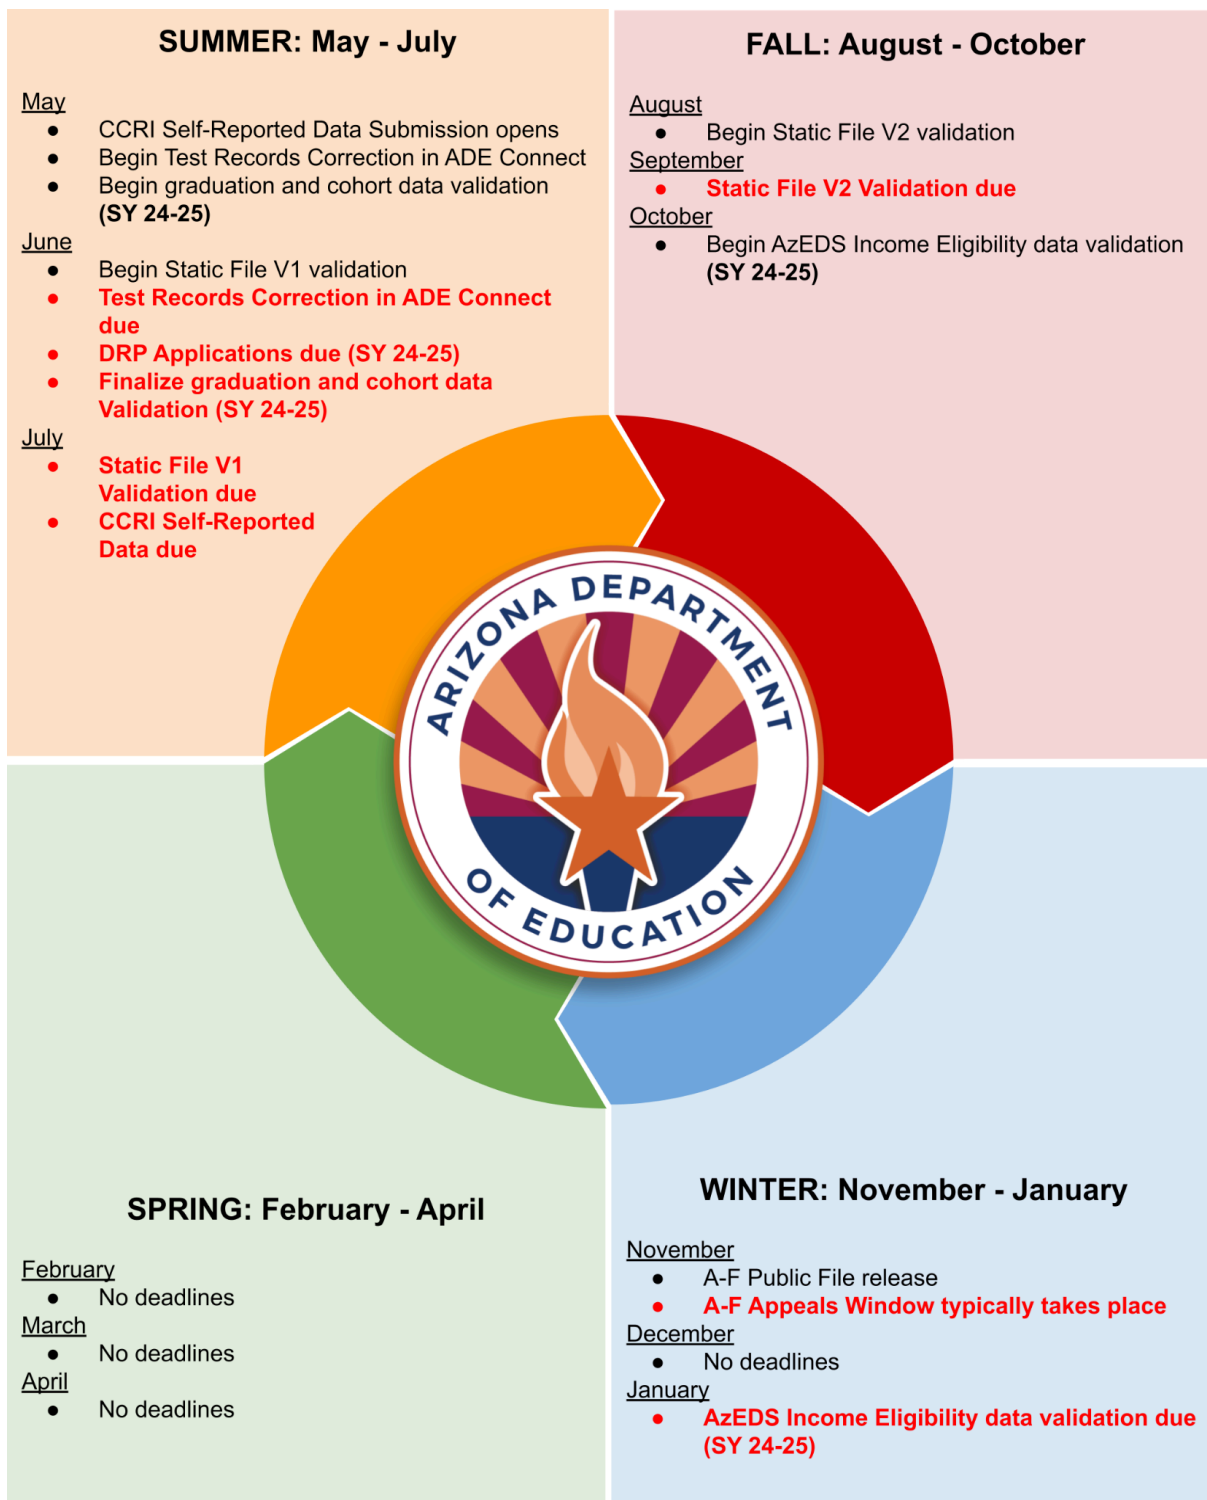 SUMMER: May - July
May
● CCRI Self-Reported Data Submission opens
● Begin Test Records Correction in ADE Connect
● Begin graduation and cohort data validation
(SY 24-25)
June
● Begin Static File V1 validation
● Test Records Correction in ADE Connect
due
● DRP Applications due (SY 24-25)
● Finalize graduation and cohort data
Validation (SY 24-25)
July
● Static File V1
Validation due
● CCRI Self-Reported
Data due
FALL: August - October
August
● Begin Static File V2 validation
September
● Static File V2 Validation due
October
● Begin AzEDS Income Eligibility data validation
(SY 24-25)
ARIZONA DEPARTMENT
OF EDUCATION
SPRING: February - April
February
● No deadlines
March
● No deadlines
April
● No deadlines
WINTER: November - January
November
● A-F Public File release
● A-F Appeals Window typically takes place
December
● No deadlines
January
● AzEDS Income Eligibility data validation due
(SY 24-25)